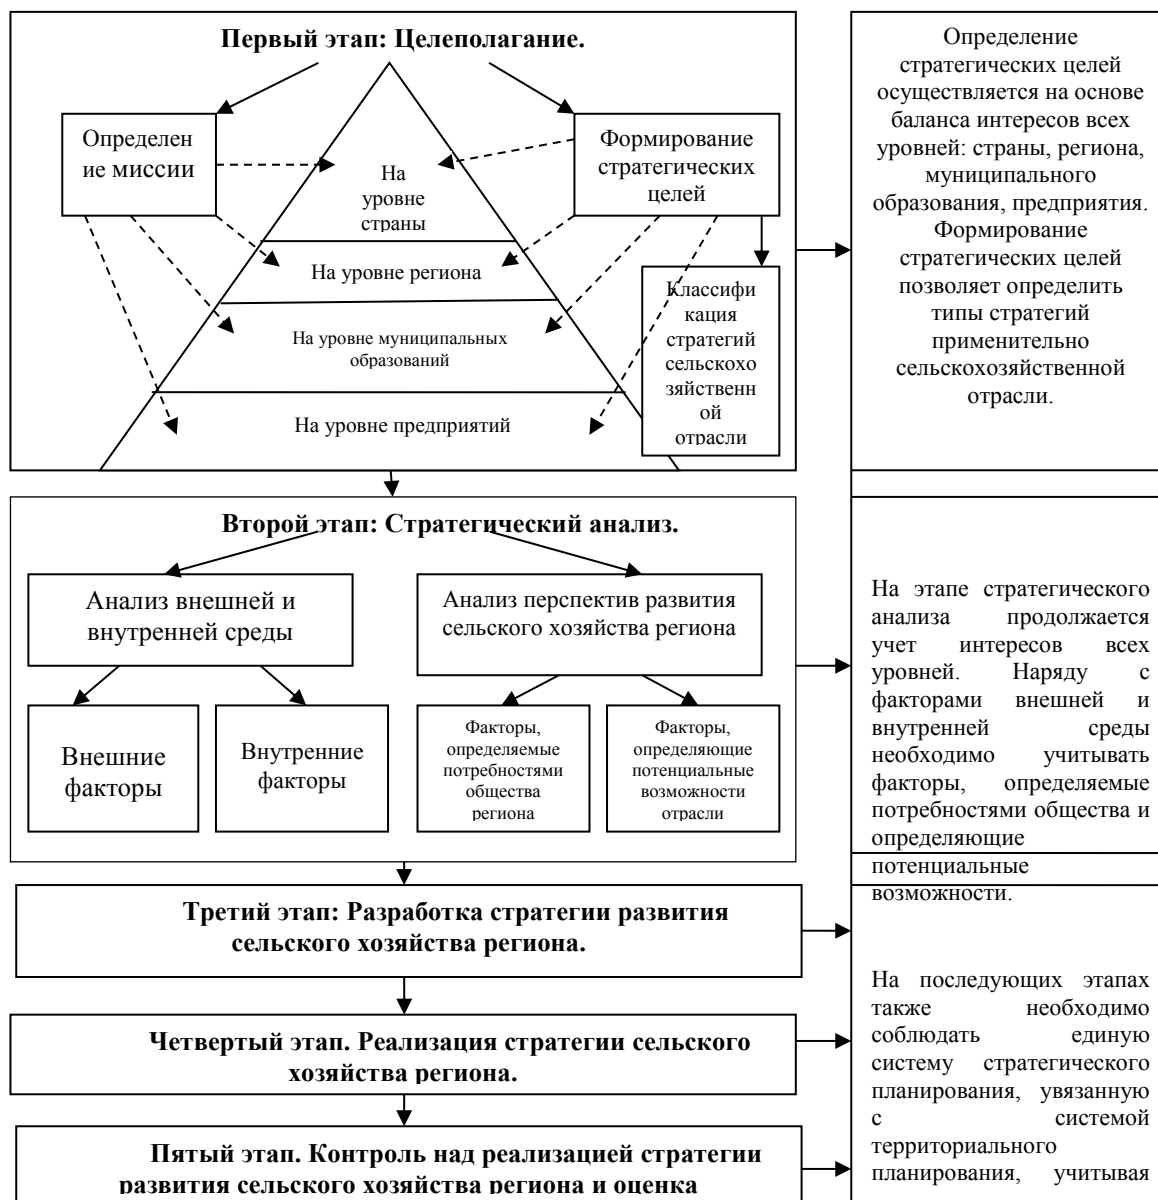 Первый этап: Целеполагание.
Определен
ие миссии
Формирование
стратегических
целей
На
уровне
страны
На уровне региона
На уровне муниципальных
образований
На уровне предприятий
Классифи
кация
стратегий
сельскохо
зяйственн
ой
отрасли
Определение
стратегических целей
осуществляется на основе
баланса интересов всех
уровней: страны, региона,
муниципального
образования, предприятия.
Формирование
стратегических целей
позволяет определить
типы стратегий
применительно
сельскохозяйственной
отрасли.
Второй этап: Стратегический анализ.
Анализ внешней и
внутренней среды
Анализ перспектив развития
сельского хозяйства региона
Внешние
факторы
Внутренние
факторы
Факторы,
определяемые
потребностями
общества
региона
Факторы,
определяющие
потенциальные
возможности
отрасли
На этапе стратегического
анализа продолжается
учет интересов всех
уровней. Наряду с
факторами внешней и
внутренней среды
необходимо учитывать
факторы, определяемые
потребностями общества и
определяющие
потенциальные
возможности.
Третий этап: Разработка стратегии развития
сельского хозяйства региона.
Четвертый этап. Реализация стратегии сельского
хозяйства региона.
Пятый этап. Контроль над реализацией стратегии
развития сельского хозяйства региона и оценка
На последующих этапах
также необходимо
соблюдать единую
систему стратегического
планирования, увязанную
с системой
территориального
планирования, учитывая